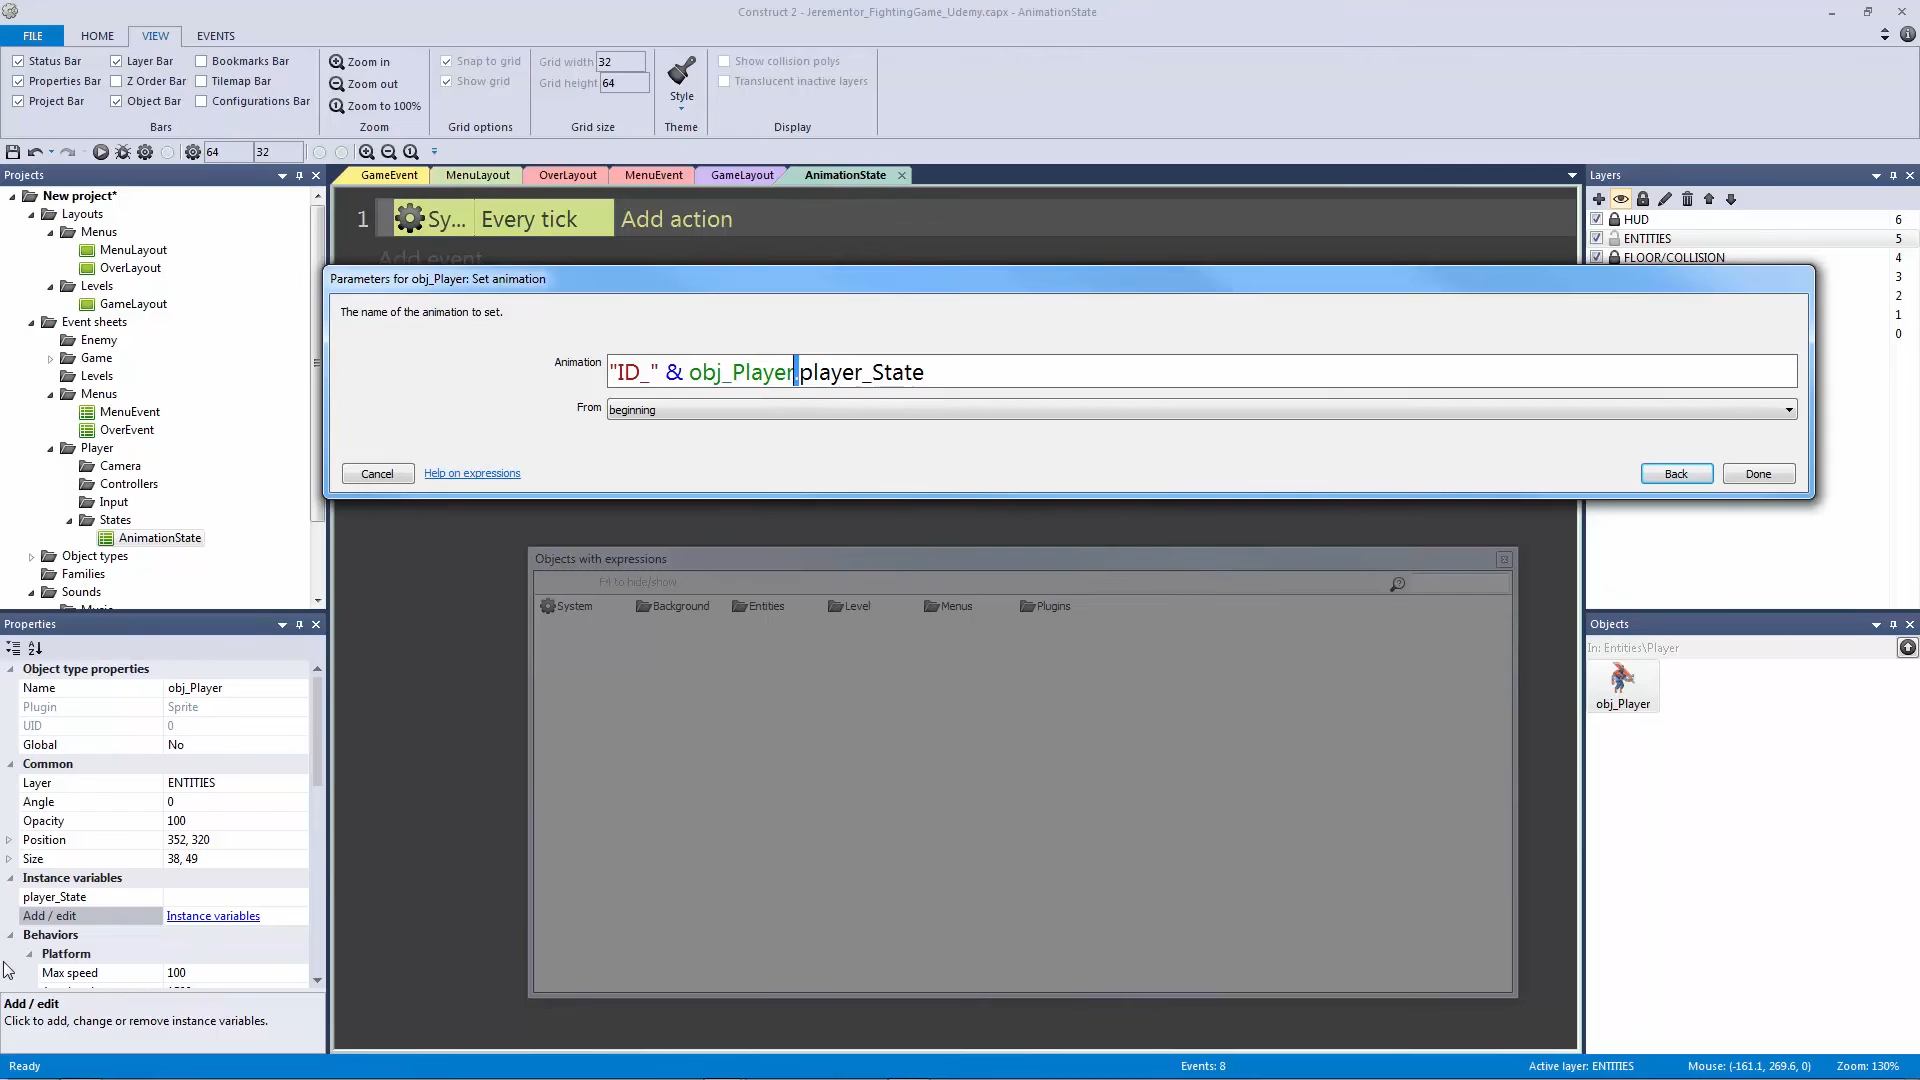 Construct 2 - Jerementor_FightingGame_Udemy.capx - AnimationState
FILE HOME VIEW EVENTS
Status Bar Layer Bar Bookmarks Bar
Properties Bar Z Order Bar Tilemap Bar
Project Bar Object Bar Configurations Bar
Bars
Zoom in
Zoom out
Zoom to 100%
Zoom
Snap to grid
Show grid
Grid options
Grid width 32
Grid height 64
Grid size
Style
Theme
Show collision polys
Translucent inactive layers
Display
64 32
Projects
New project*
Layouts
Menus
MenuLayout
OverLayout
Levels
GameLayout
Event sheets
Enemy
Game
Levels
Menus
MenuEvent
OverEvent
Player
Camera
Controllers
Input
States
AnimationState
Object types
Families
Sounds
GameEvent MenuLayout OverLayout MenuEvent GameLayout AnimationState
1 Sy... Every tick Add action
Add event
Parameters for obj_Player: Set animation
The name of the animation to set.
Animation "ID_" & obj_Player.player_State
From beginning
Cancel Help on expressions Back Done
Objects with expressions
F4 to hide/show
System Background Entities Level Menus Plugins
Layers
HUD 6
ENTITIES 5
FLOOR/COLLISION 4
3
2
1
0
Objects
In: Entities\Player
obj_Player
Properties
Object type properties
Name obj_Player
Plugin Sprite
UID 0
Global No
Common
Layer ENTITIES
Angle 0
Opacity 100
Position 352, 320
Size 38, 49
Instance variables
player_State
Add / edit Instance variables
Behaviors
Platform
Max speed 100
Add / edit
Click to add, change or remove instance variables.
Ready Events: 8 Active layer: ENTITIES Mouse: (-161.1, 269.6, 0) Zoom: 130%